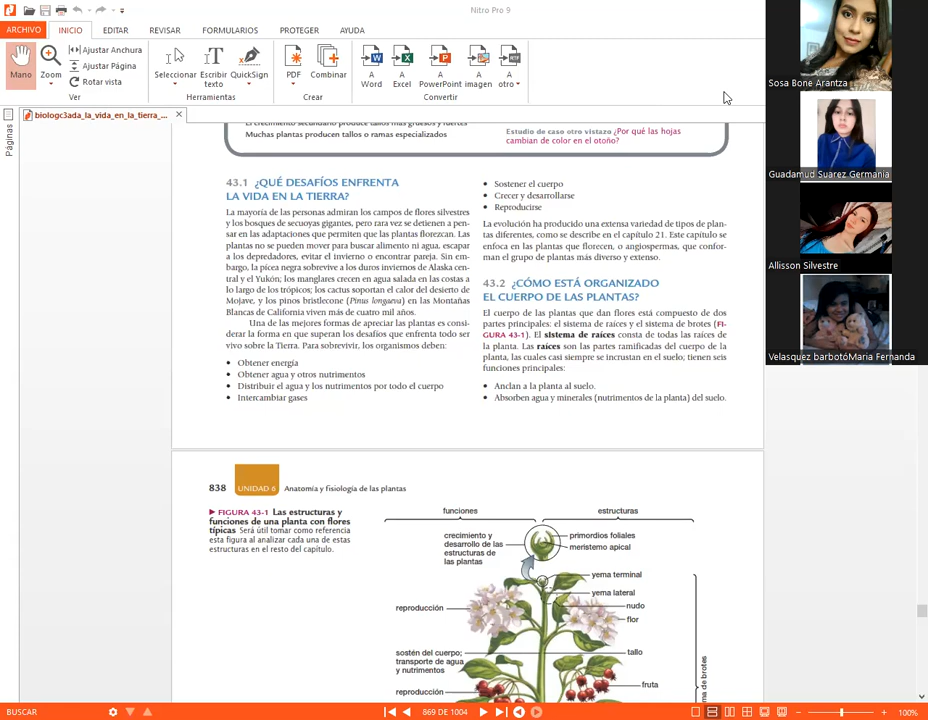 Nitro Pro 9
ARCHIVO INICIO EDITAR REVISAR FORMULARIOS PROTEGER AYUDA
Mano
Zoom
Ajustar Anchura
Ajustar Página
Rotar vista
Ver
Seleccionar
Escribir texto
QuickSign
Herramientas
PDF
Combinar
Crear
A Word
A Excel
A PowerPoint
A imagen
A otro
Convertir
biologc3ada_la_vida_en_la_tierra_...
Páginas
El crecimiento secundario produce tallos más gruesos y fuertes
Muchas plantas producen tallos o ramas especializados
Estudio de caso otro vistazo ¿Por qué las hojas
cambian de color en el otoño?
43.1 ¿QUÉ DESAFÍOS ENFRENTA
LA VIDA EN LA TIERRA?
La mayoría de las personas admiran los campos de flores silvestres
y los bosques de secuoyas gigantes, pero rara vez se detienen a pen-
sar en las adaptaciones que permiten que las plantas florezcan. Las
plantas no se pueden mover para buscar alimento ni agua, escapar
a los depredadores, evitar el invierno o encontrar pareja. Sin em-
bargo, la pícea negra sobrevive a los duros inviernos de Alaska cen-
tral y el Yukón; los manglares crecen en agua salada en las costas a
lo largo de los trópicos; los cactus soportan el calor del desierto de
Mojave, y los pinos bristlecone (Pinus longaeva) en las Montañas
Blancas de California viven más de cuatro mil años.
Una de las mejores formas de apreciar las plantas es consi-
derar la forma en que superan los desafíos que enfrenta todo ser
vivo sobre la Tierra. Para sobrevivir, los organismos deben:
• Obtener energía
• Obtener agua y otros nutrimentos
• Distribuir el agua y los nutrimentos por todo el cuerpo
• Intercambiar gases
• Sostener el cuerpo
• Crecer y desarrollarse
• Reproducirse
La evolución ha producido una extensa variedad de tipos de plan-
tas diferentes, como se describe en el capítulo 21. Este capítulo se
enfoca en las plantas que florecen, o angiospermas, que confor-
man el grupo de plantas más diverso y extenso.
43.2 ¿CÓMO ESTÁ ORGANIZADO
EL CUERPO DE LAS PLANTAS?
El cuerpo de las plantas que dan flores está compuesto de dos
partes principales: el sistema de raíces y el sistema de brotes (FI-
GURA 43-1). El sistema de raíces consta de todas las raíces de
la planta. Las raíces son las partes ramificadas del cuerpo de la
planta, las cuales casi siempre se incrustan en el suelo; tienen seis
funciones principales:
• Anclan a la planta al suelo.
• Absorben agua y minerales (nutrimentos de la planta) del suelo.
838 UNIDAD 6 Anatomía y fisiología de las plantas
▶ FIGURA 43-1 Las estructuras y
funciones de una planta con flores
típicas Será útil tomar como referencia
esta figura al analizar cada una de estas
estructuras en el resto del capítulo.
funciones
estructuras
crecimiento y
desarrollo de las
estructuras de
las plantas
primordios foliales
meristemo apical
yema terminal
yema lateral
reproducción
nudo
flor
sostén del cuerpo;
transporte de agua
y nutrimentos
tallo
fruta
reproducción
ma de brotes
Sosa Bone Arantza
Guadamud Suarez Germania
Allisson Silvestre
Velasquez barbotóMaria Fernanda
BUSCAR
869 DE 1004
100%